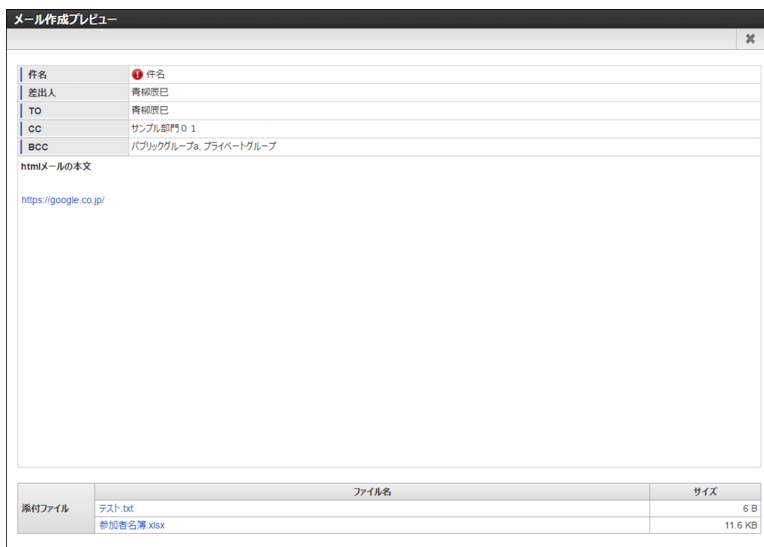 メール作成プレビュー
件名 件名
差出人 青柳辰巳
TO 青柳辰巳
CC サンプル部門０１
BCC パブリックグループa, プライベートグループ
htmlメールの本文
https://google.co.jp/
ファイル名 サイズ
添付ファイル テスト.txt 6 B
参加者名簿.xlsx 11.6 KB